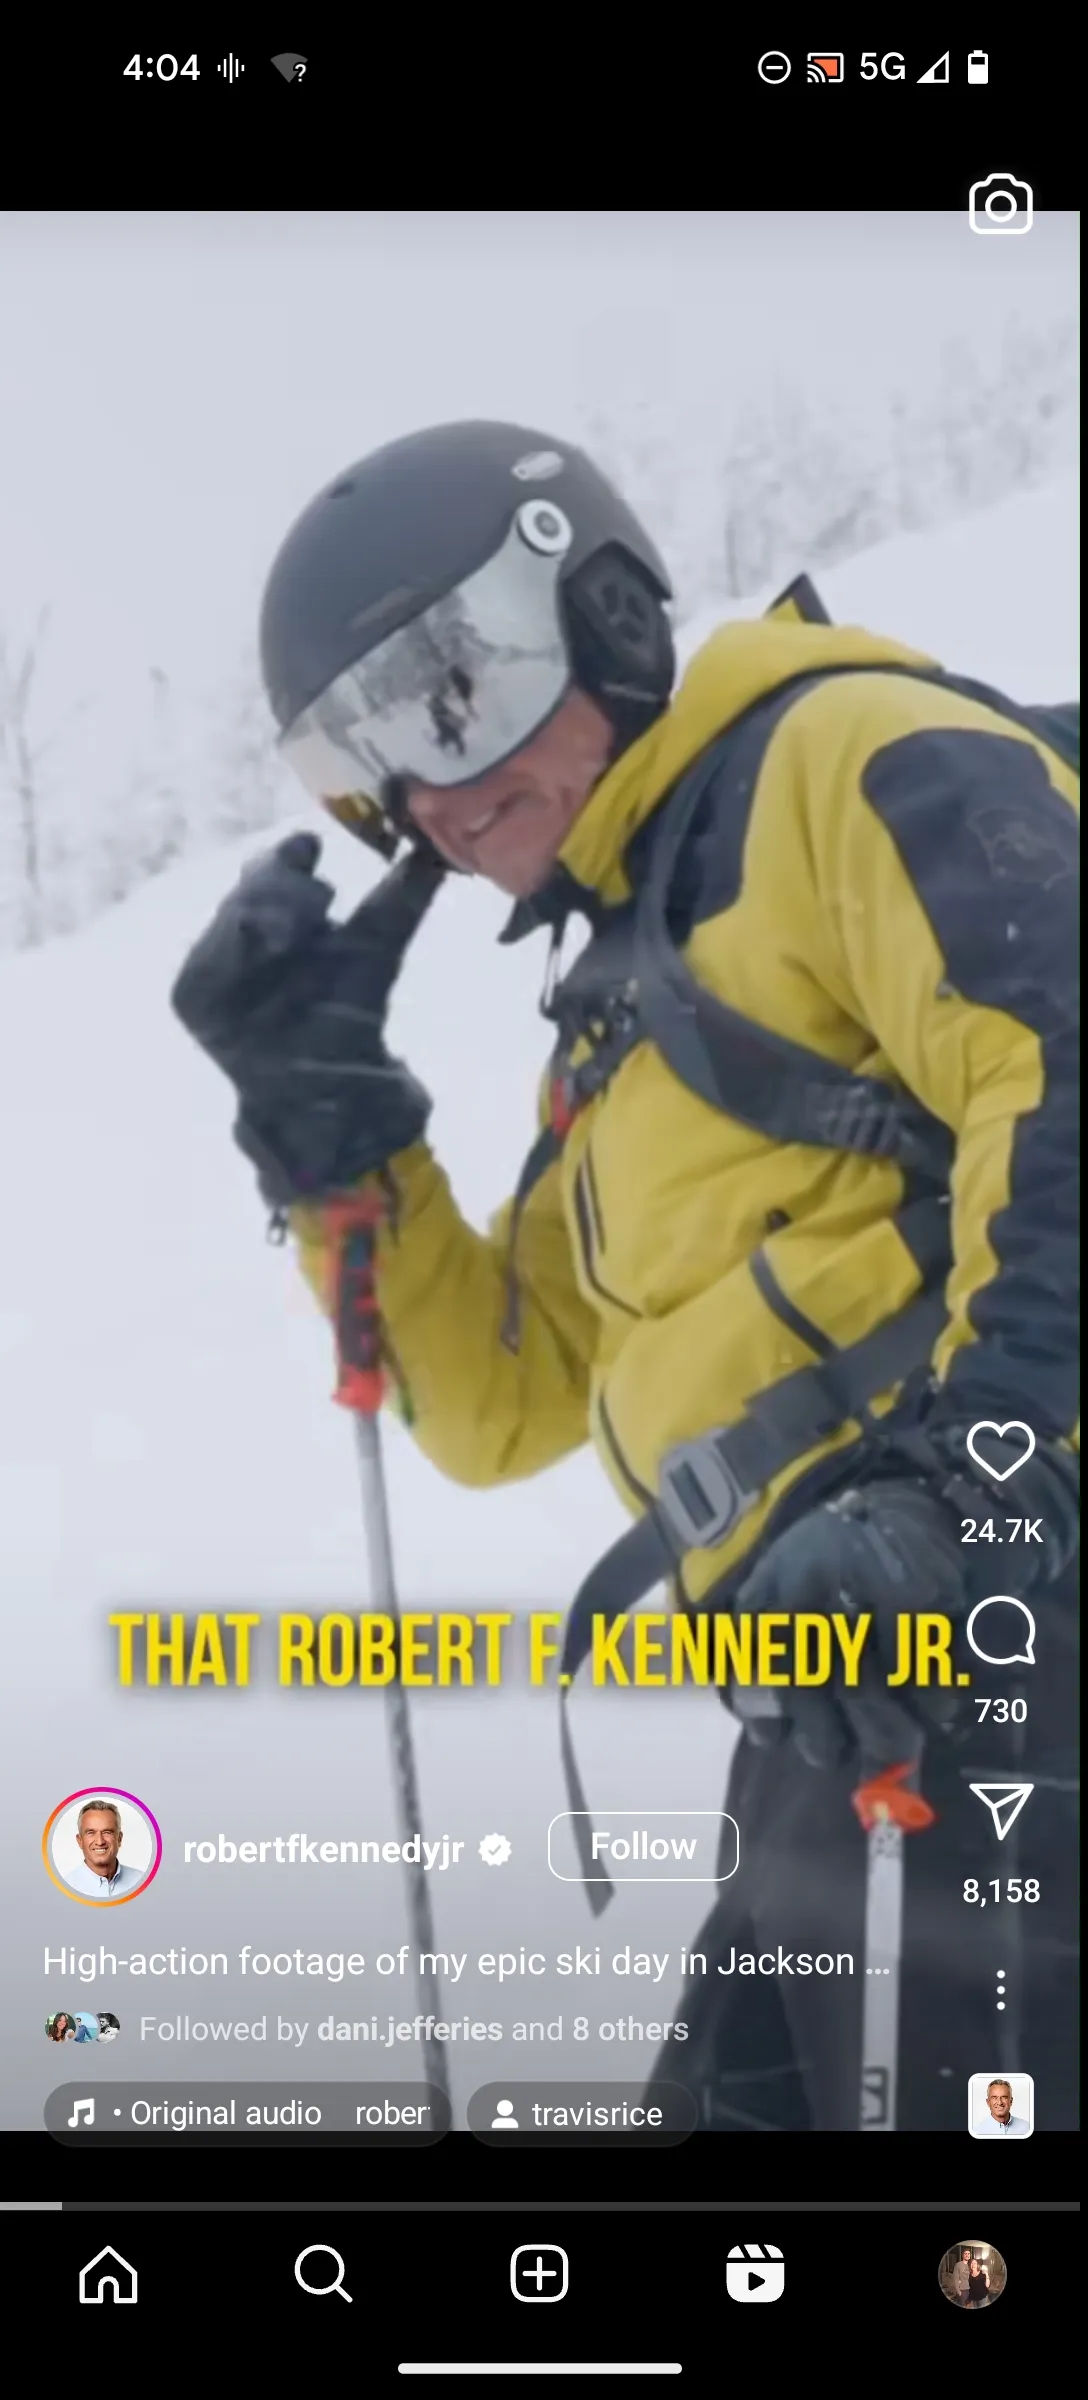 4:04
5G
THAT ROBERT F. KENNEDY JR.
24.7K
730
8,158
robertfkennedyjr
Follow
High-action footage of my epic ski day in Jackson ...
Followed by dani.jefferies and 8 others
• Original audio rober
travisrice